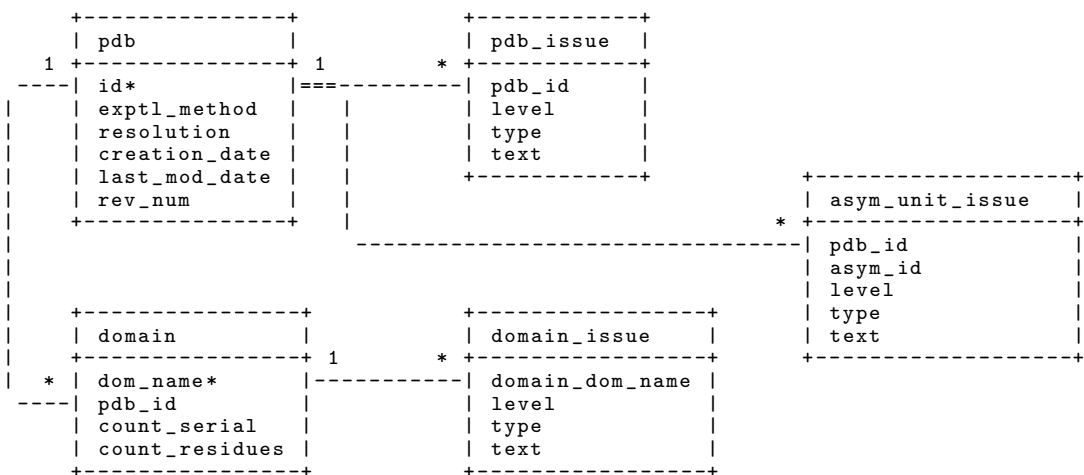 +----------------+             +-------------+
| pdb            |             | pdb_issue   |
1 +----------------+ 1         * +-------------+
----| id*            |===----------| pdb_id      |
|     | exptl_method   |    |        | level       |
|     | resolution     |    |        | type        |
|     | creation_date  |    |        | text        |
|     | last_mod_date  |    |        +-------------+            +--------------------+
|     | rev_num        |    |                                   | asym_unit_issue    |
|     +----------------+    |                                 * +--------------------+
|                            ----------------------------------| pdb_id             |
|                                                               | asym_id            |
|                                                               | level              |
|     +-----------------+            +------------------+       | type               |
|     | domain          |            | domain_issue     |       | text               |
|     +-----------------+ 1        * +------------------+       +--------------------+
|   * | dom_name*       |------------| domain_dom_name  |
----| pdb_id          |            | level            |
| count_serial    |            | type             |
| count_residues  |            | text             |
+-----------------+            +------------------+